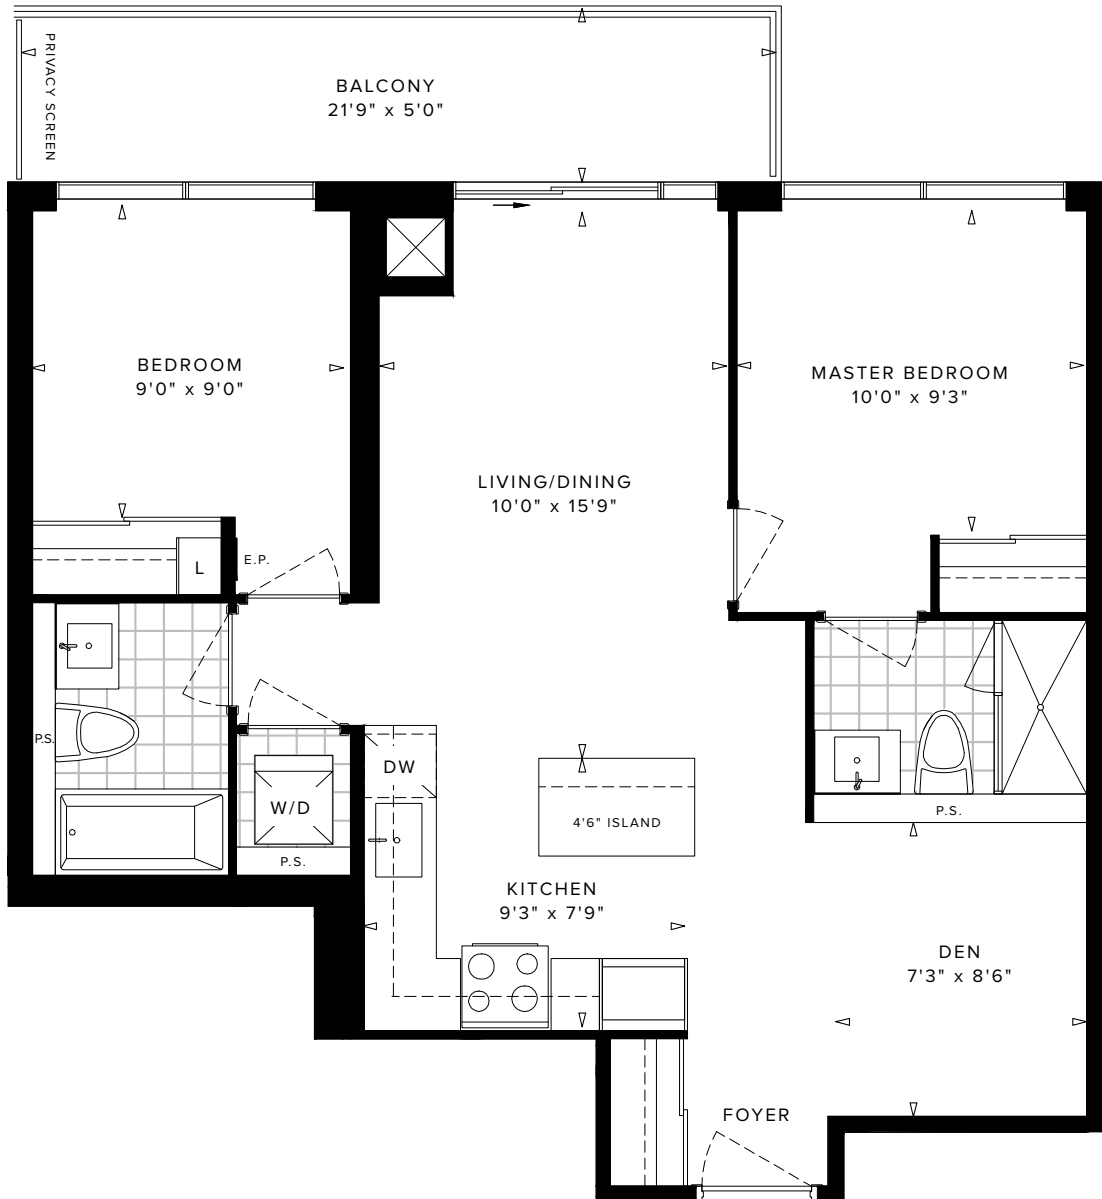 PRIVACY SCREEN
BALCONY
21'9" x 5'0"
BEDROOM
9'0" x 9'0"
MASTER BEDROOM
10'0" x 9'3"
LIVING/DINING
10'0" x 15'9"
L
E.P.
P.S.
DW
W/D
P.S.
4'6" ISLAND
P.S.
KITCHEN
9'3" x 7'9"
DEN
7'3" x 8'6"
FOYER